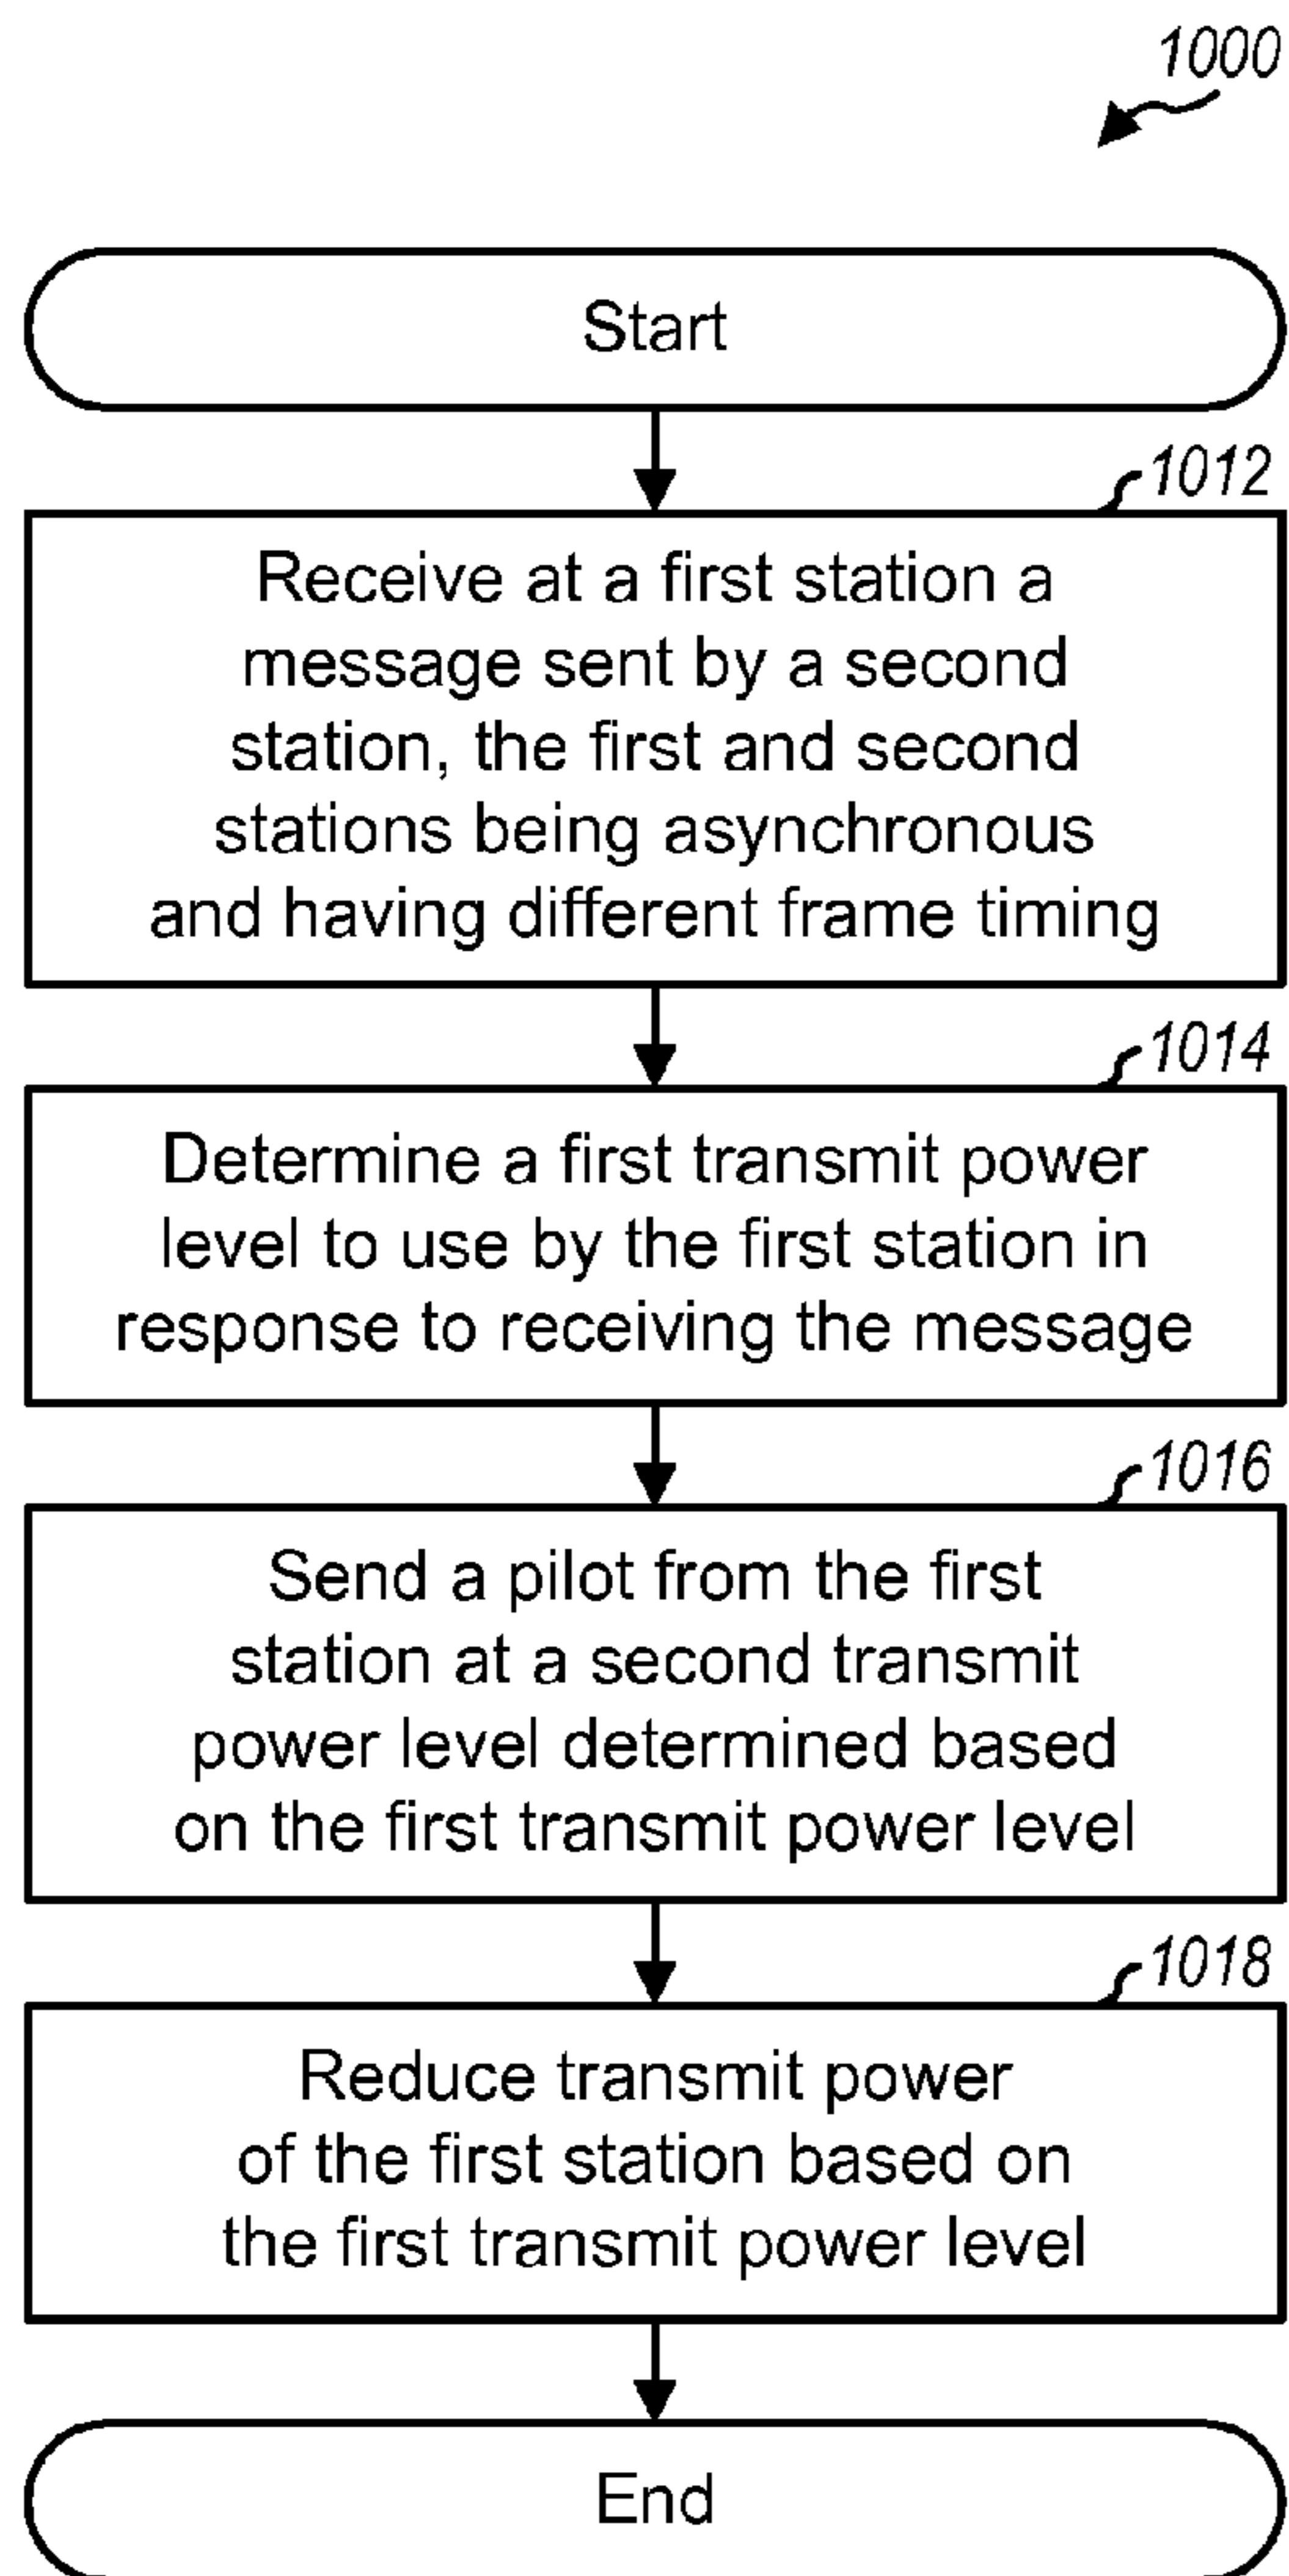 1000
Start
1012
Receive at a first station a
message sent by a second
station, the first and second
stations being asynchronous
and having different frame timing
1014
Determine a first transmit power
level to use by the first station in
response to receiving the message
1016
Send a pilot from the first
station at a second transmit
power level determined based
on the first transmit power level
1018
Reduce transmit power
of the first station based on
the first transmit power level
End